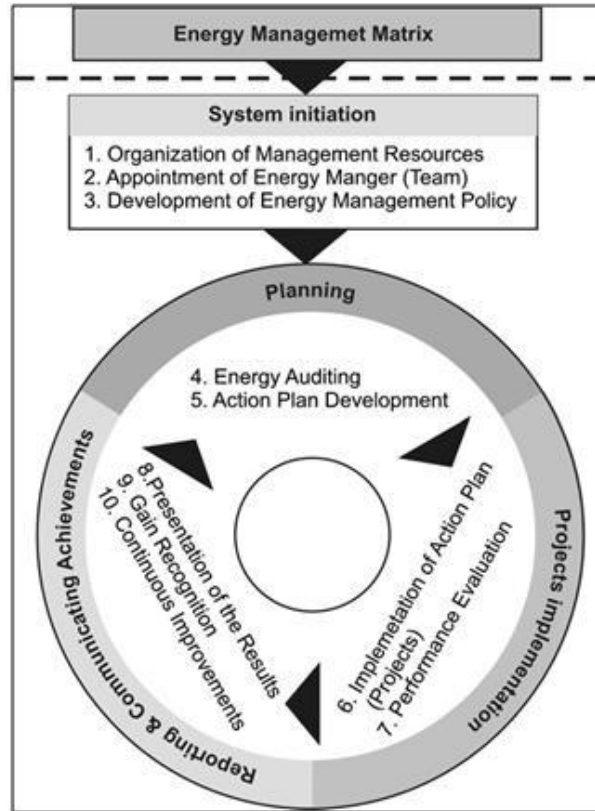 Energy Managemet Matrix
System initiation
1. Organization of Management Resources
2. Appointment of Energy Manger (Team)
3. Development of Energy Management Policy
Planning
4. Energy Auditing
5. Action Plan Development
Projects implementation
6. Implemetation of Action Plan
(Projects)
7. Performance Evaluation
Reporting & Communicating Achievements
8.Presentation of the Results
9. Gain Recognition
10. Continuous Improvements